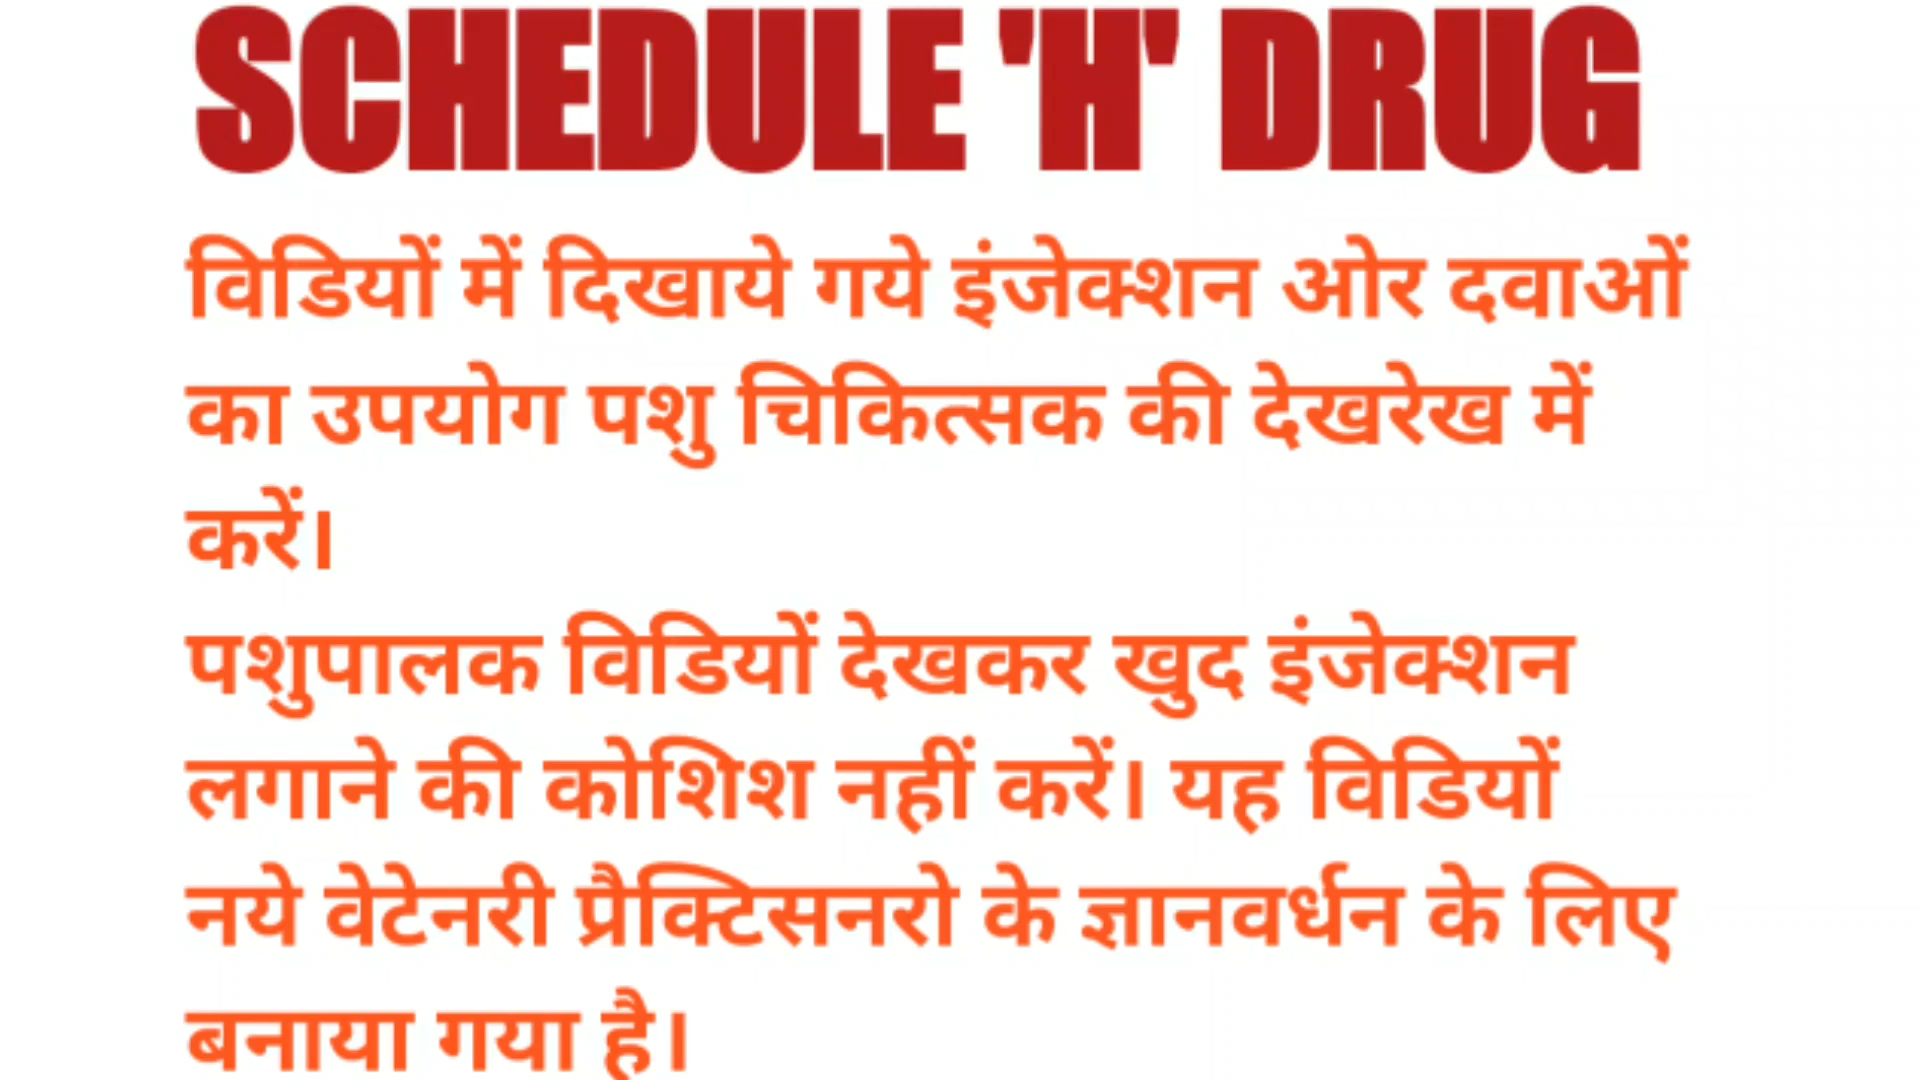 SCHEDULE 'H' DRUG
विडियों में दिखाये गये इंजेक्शन ओर दवाओं
का उपयोग पशु चिकित्सक की देखरेख में
करें।
पशुपालक विडियों देखकर खुद इंजेक्शन
लगाने की कोशिश नहीं करें। यह विडियों
नये वेटेनरी प्रैक्टिसनरो के ज्ञानवर्धन के लिए
बनाया गया है।